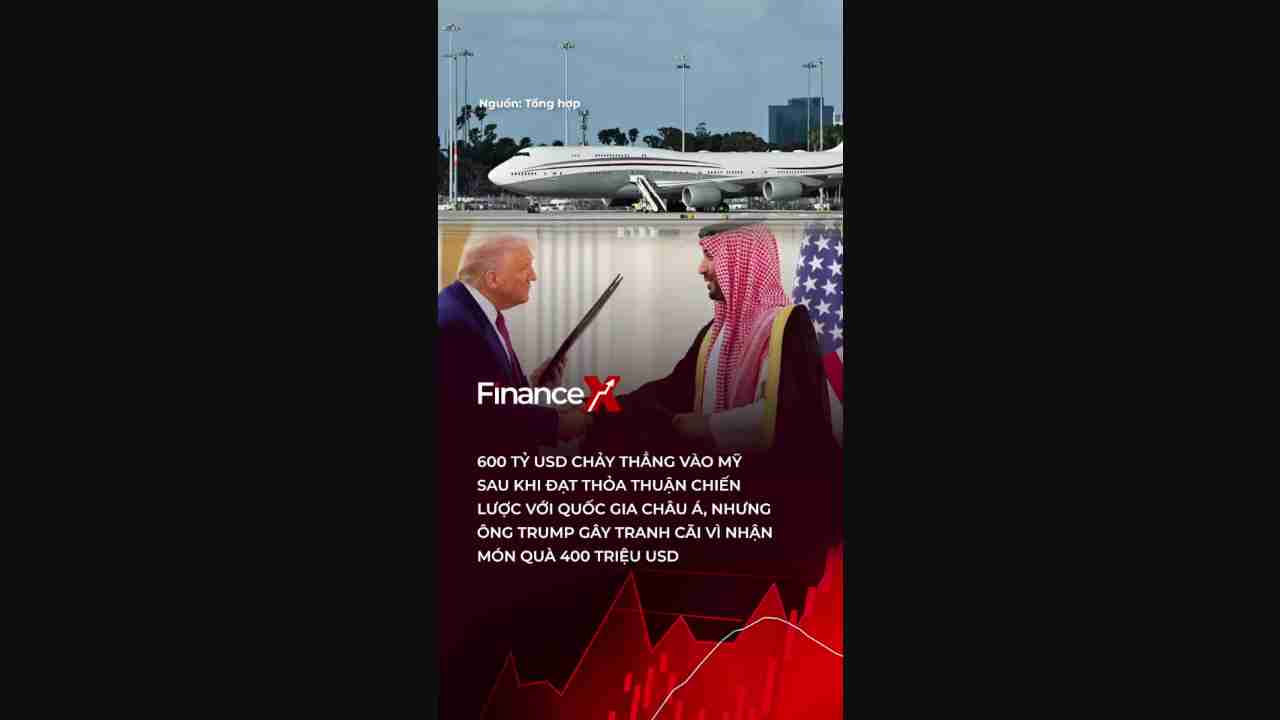 Nguồn: Tổng hợp
FinanceX
600 TỶ USD CHẢY THẲNG VÀO MỸ
SAU KHI ĐẠT THỎA THUẬN CHIẾN
LƯỢC VỚI QUỐC GIA CHÂU Á, NHƯNG
ÔNG TRUMP GÂY TRANH CÃI VÌ NHẬN
MÓN QUÀ 400 TRIỆU USD